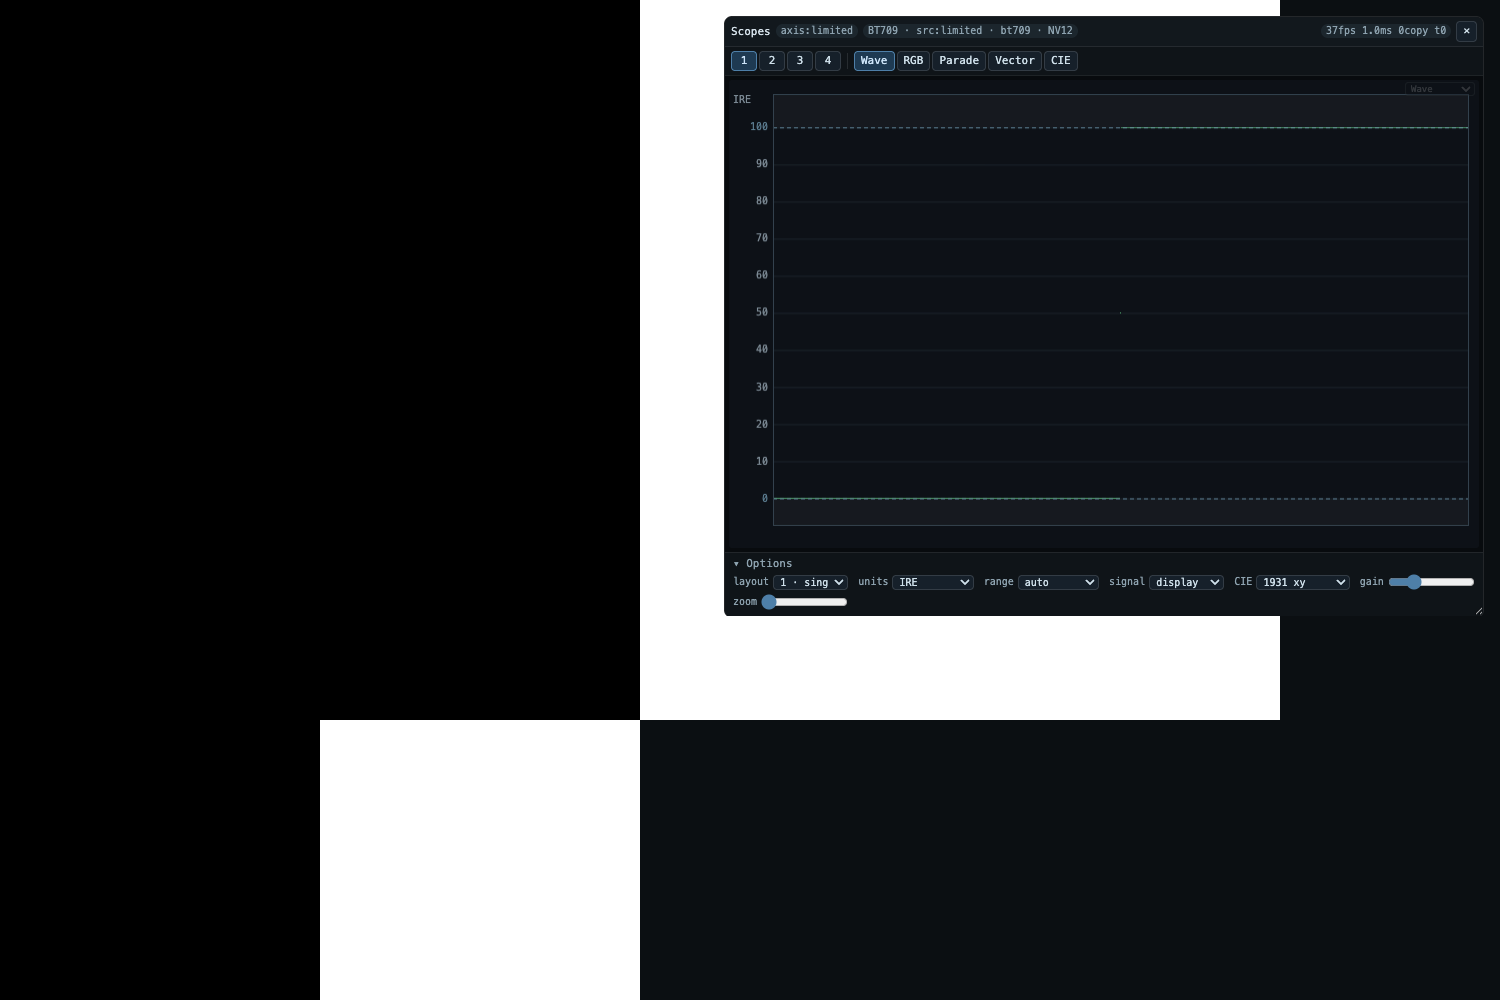 Scopes axis:limited BT709 · src:limited · bt709 · NV12 37fps 1.0ms 0copy t0 ×
1 2 3 4 Wave RGB Parade Vector CIE
Wave
IRE
100
90
80
70
60
50
40
30
20
10
0
▾ Options
layout 1 · sing units IRE range auto signal display CIE 1931 xy gain
zoom